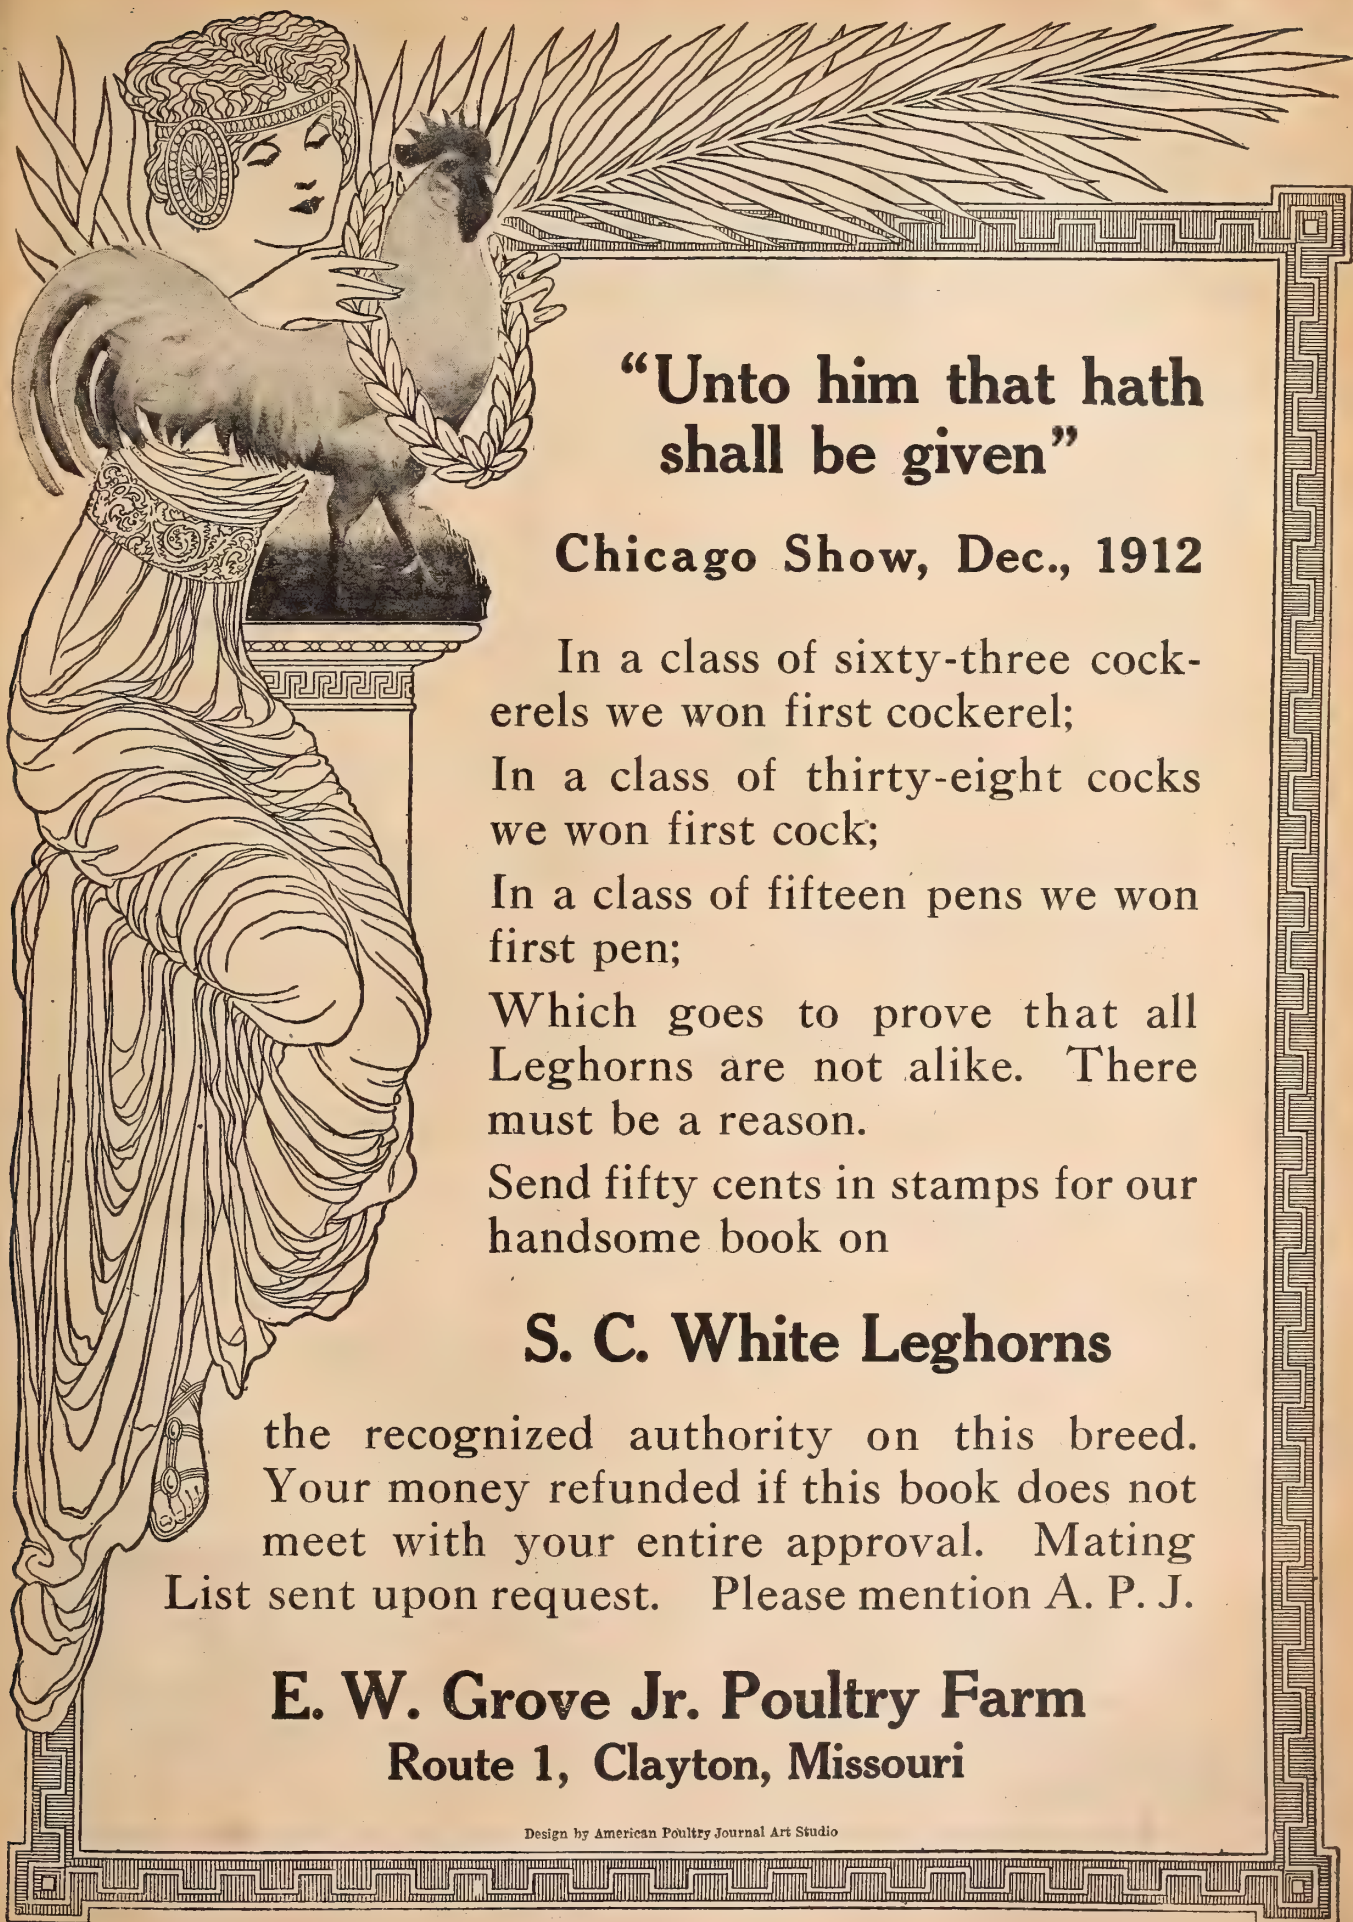 “Unto him that hath
shall be given”
Chicago Show, Dec., 1912
In a class of sixty-three cock-
erels we won first cockerel;
In a class of thirty-eight cocks
we won first cock;
In a class of fifteen pens we won
first pen;
Which goes to prove that all
Leghorns are not alike. There
must be a reason.
Send fifty cents in stamps for our
handsome book on
S. C. White Leghorns
the recognized authority on this breed.
Your money refunded if this book does not
meet with your entire approval. Mating
List sent upon request. Please mention A. P. J.
E. W. Grove Jr. Poultry Farm
Route 1, Clayton, Missouri
Design by American Poultry Journal Art Studio